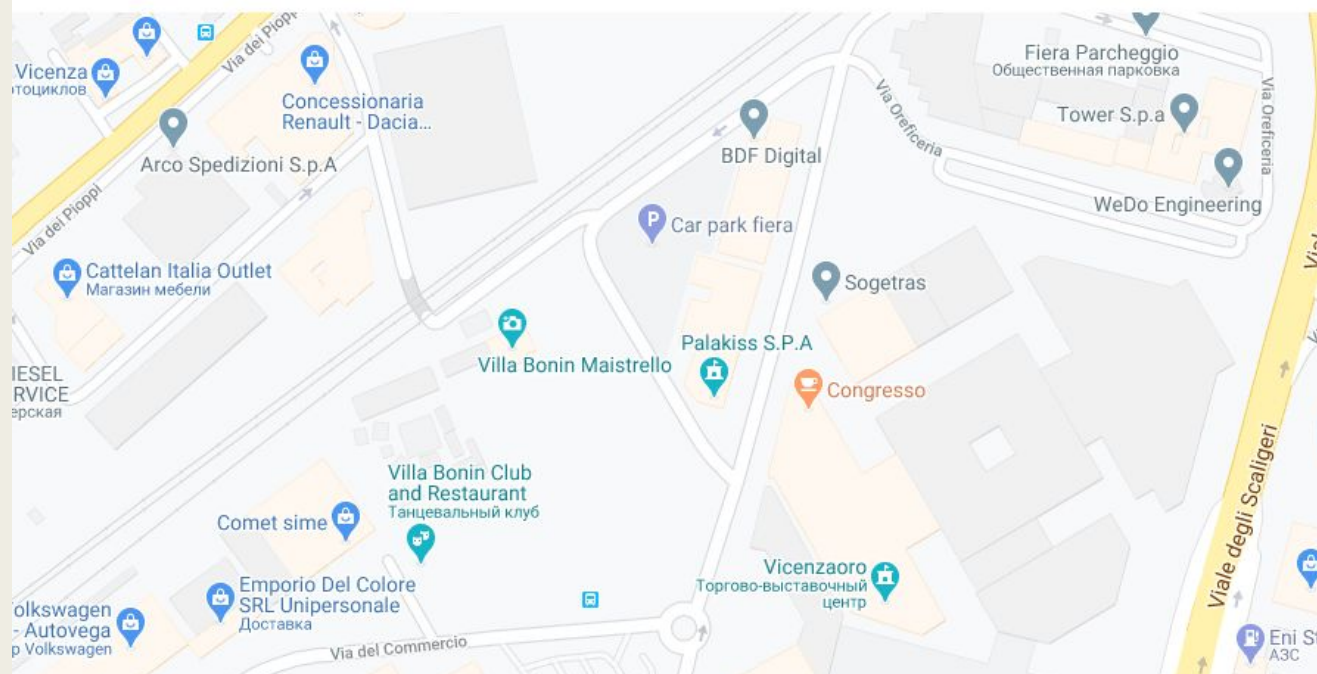 Via dei Piopp
Vicenza
отоциклов
Concessionaria
Renault - Dacia...
Arco Spedizioni S.p.A
Via dei Pioppi
Cattelan Italia Outlet
Магазин мебели
IESEL
RVICE
ерская
BDF Digital
P
Car park fiera
Fiera Parcheggio
Общественная парковка
Tower S.p.a
WeDo Engineering
Via Oreficeria
Via Oreficeria
Sogetras
Palakiss S.P.A
Villa Bonin Maistrello
Congresso
Villa Bonin Club
and Restaurant
Танцевальный клуб
Comet sime
Emporio Del Colore
SRL Unipersonale
Доставка
olkswagen
- Autovega
р Volkswagen
Via del Commercio
Vicenzaoro
Торгово-выставочный
центр
Viale degli Scaligeri
Vial
Eni St
АЗС